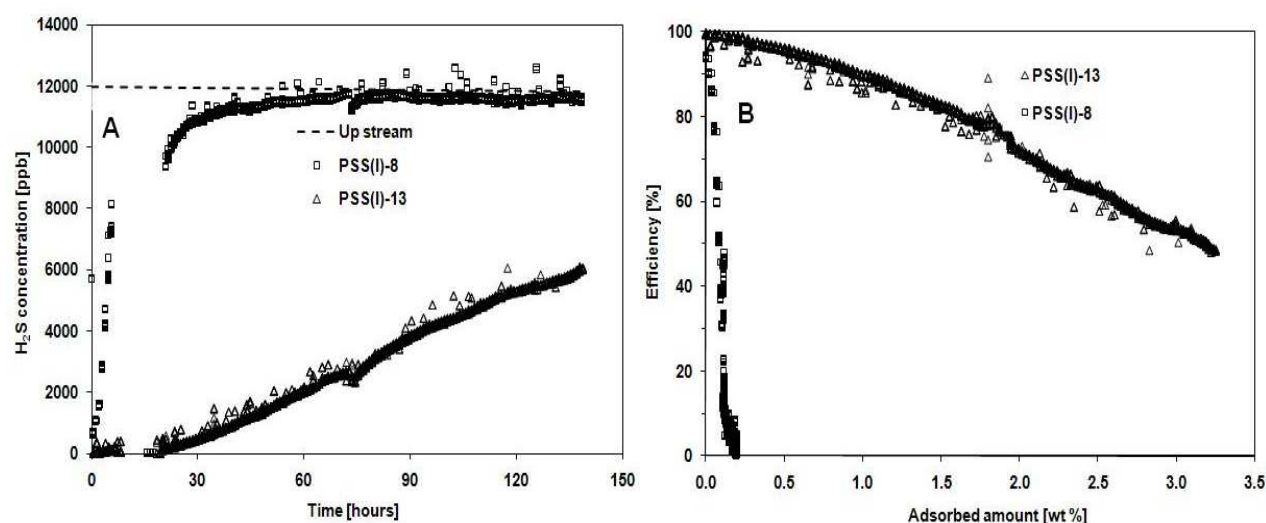 14000
12000
10000
8000
6000
4000
2000
0
H₂S concentration [ppb]
A
Up stream
PSS(I)-8
PSS(I)-13
0 30 60 90 120 150
Time [hours]
100
80
60
40
20
0
Efficiency [%]
B
PSS(I)-13
PSS(I)-8
0.0 0.5 1.0 1.5 2.0 2.5 3.0 3.5
Adsorbed amount [wt %]